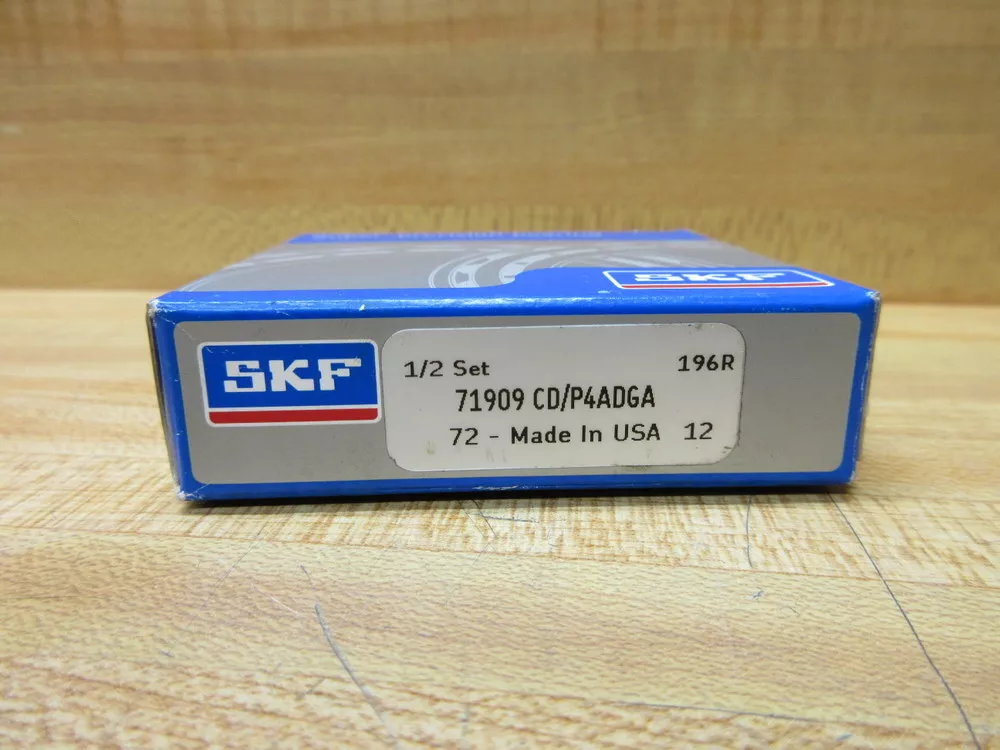 SKF
SKF
1/2 Set 196R
71909 CD/P4ADGA
72 - Made In USA 12